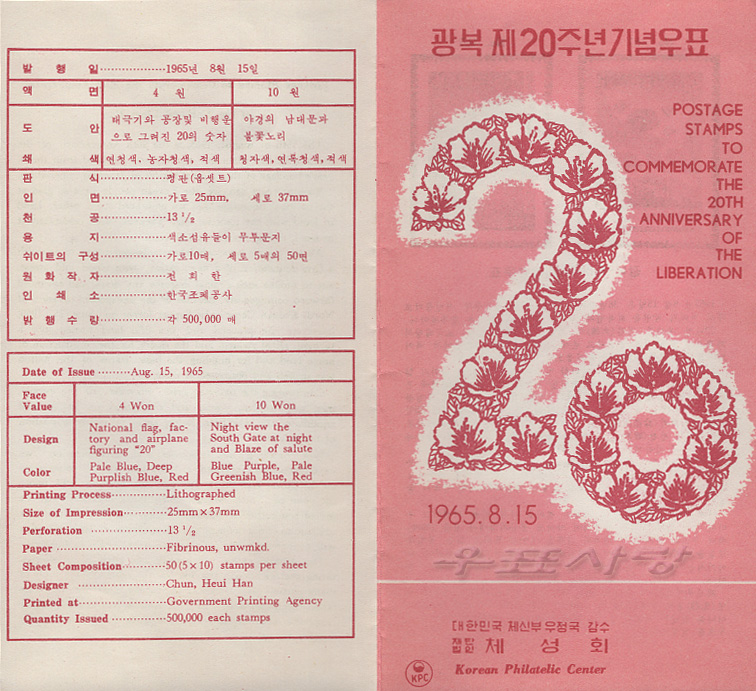 발 행 일··················1965년 8월 15일
액 면 4 원 10 원
도 안 태극기와 공장및 비행운 야경의 남대문과
으로 그려진 20의 숫자 불꽃노리
쇄 색 연청색. 농자청색, 적색 청자색,연록청색,적색
판 식··················평판(옵셋트)
인 면··················가로 25mm, 세로 37mm
천 공··················13 1/2
용 지··················색소섬유들이 무투문지
쉬이트의 구성··················가로10매, 세로 5매의 50면
원 화 작 자··················전 희 한
인 쇄 소··················한국조폐공사
발 행 수 량··················각 500,000 매
Date of Issue ·········Aug. 15, 1965
Face
Value 4 Won 10 Won
Design National flag, fac- Night view the
tory and airplane South Gate at night
figuring "20" and Blaze of salute
Color Pale Blue, Deep Blue Purple, Pale
Purplish Blue, Red Greenish Blue, Red
Printing Process············Lithographed
Size of Impression············25mm×37mm
Perforation ··················13 1/2
Paper ························Fibrinous, unwmkd.
Sheet Composition···········50 (5×10) stamps per sheet
Designer ···················Chun, Heui Han
Printed at···················Government Printing Agency
Quantity Issued ············500,000 each stamps
광복 제20주년기념우표
POSTAGE
STAMPS
TO
COMMEMORATE
THE
20TH
ANNIVERSARY
OF
THE
LIBERATION
20
1965.8.15
우표사랑
대한민국 체신부우정국 감수
재단법인 체 성 회
KPC Korean Philatelic Center